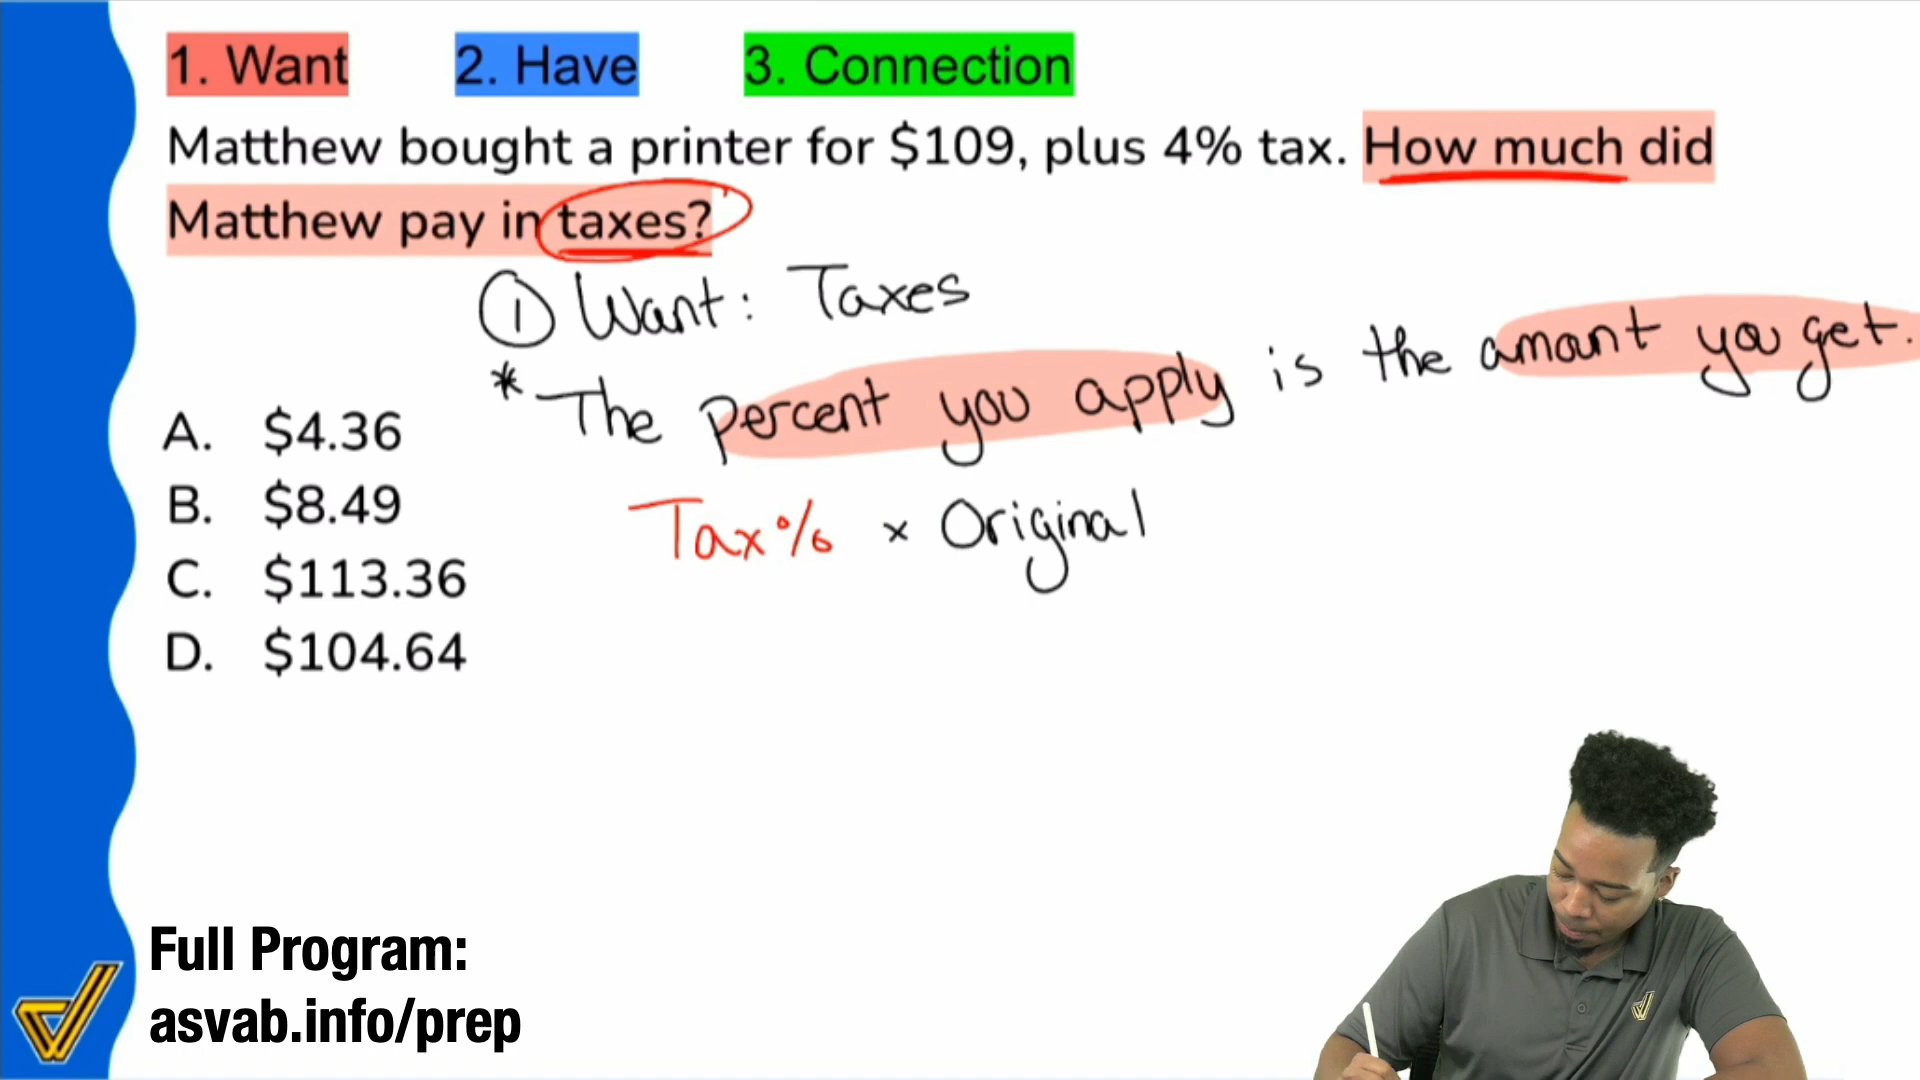 1. Want 2. Have 3. Connection
Matthew bought a printer for $109, plus 4% tax. How much did
Matthew pay in taxes?
① Want: Taxes
* The percent you apply is the amount you get.
A. $4.36
B. $8.49
Tax% × Original
C. $113.36
D. $104.64
Full Program:
asvab.info/prep